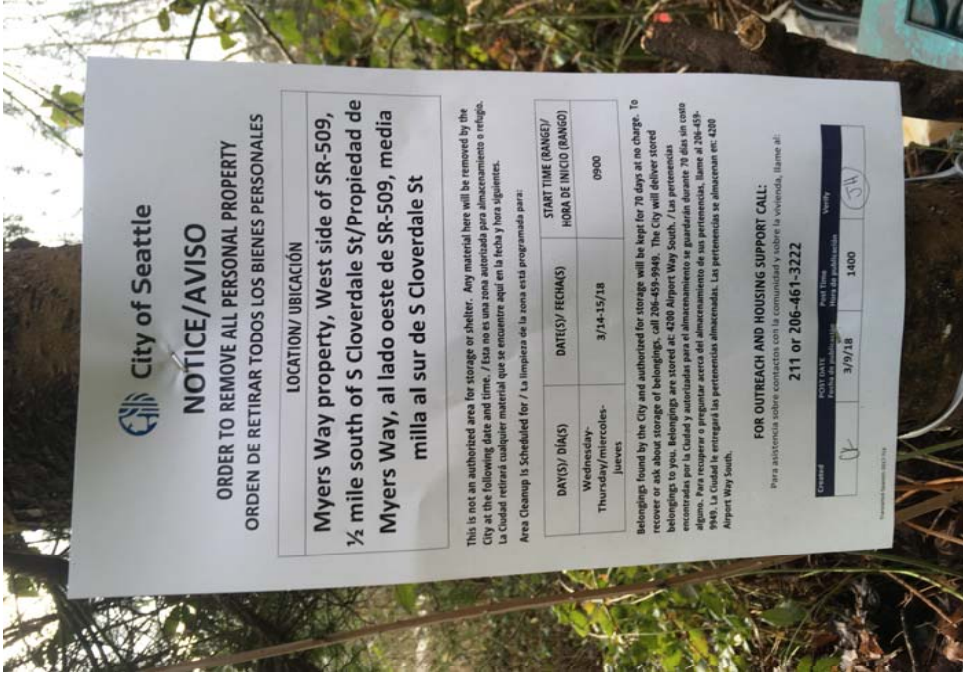 City of Seattle
NOTICE/AVISO
ORDER TO REMOVE ALL PERSONAL PROPERTY
ORDEN DE RETIRAR TODOS LOS BIENES PERSONALES
LOCATION/ UBICACIÓN
Myers Way property, West side of SR-509,
½ mile south of S Cloverdale St/Propiedad de
Myers Way, al lado oeste de SR-509, media
milla al sur de S Cloverdale St
This is not an authorized area for storage or shelter. Any material here will be removed by the
City at the following date and time. / Esta no es una zona autorizada para almacenamiento o refugio.
La Ciudad retirará cualquier material que se encuentre aquí en la fecha y hora siguientes.
Area Cleanup Is Scheduled for / La limpieza de la zona está programada para:
DAY(S)/ DÍA(S) DATE(S)/ FECHA(S) START TIME (RANGE)/
HORA DE INICIO (RANGO)
Wednesday-
Thursday/miercoles-
jueves
3/14-15/18 0900
Belongings found by the City and authorized for storage will be kept for 70 days at no charge. To
recover or ask about storage of belongings, call 206-459-9949. The City will deliver stored
belongings to you. Belongings are stored at: 4200 Airport Way South. / Las pertenencias
encontradas por la Ciudad y autorizadas para el almacenamiento se guardarán durante 70 días sin costo
alguno. Para recuperar o preguntar acerca del almacenamiento de sus pertenencias, llame al 206-459-
9949. La Ciudad le entregará las pertenencias almacenadas. Las pertenencias se almacenan en: 4200
Airport Way South.
FOR OUTREACH AND HOUSING SUPPORT CALL:
Para asistencia sobre contactos con la comunidad y sobre la vivienda, llame al:
211 or 206-461-3222
Created POST DATE Post Time Verify
Fecha de publicación Hora de publicación
3/9/18 1400 JH